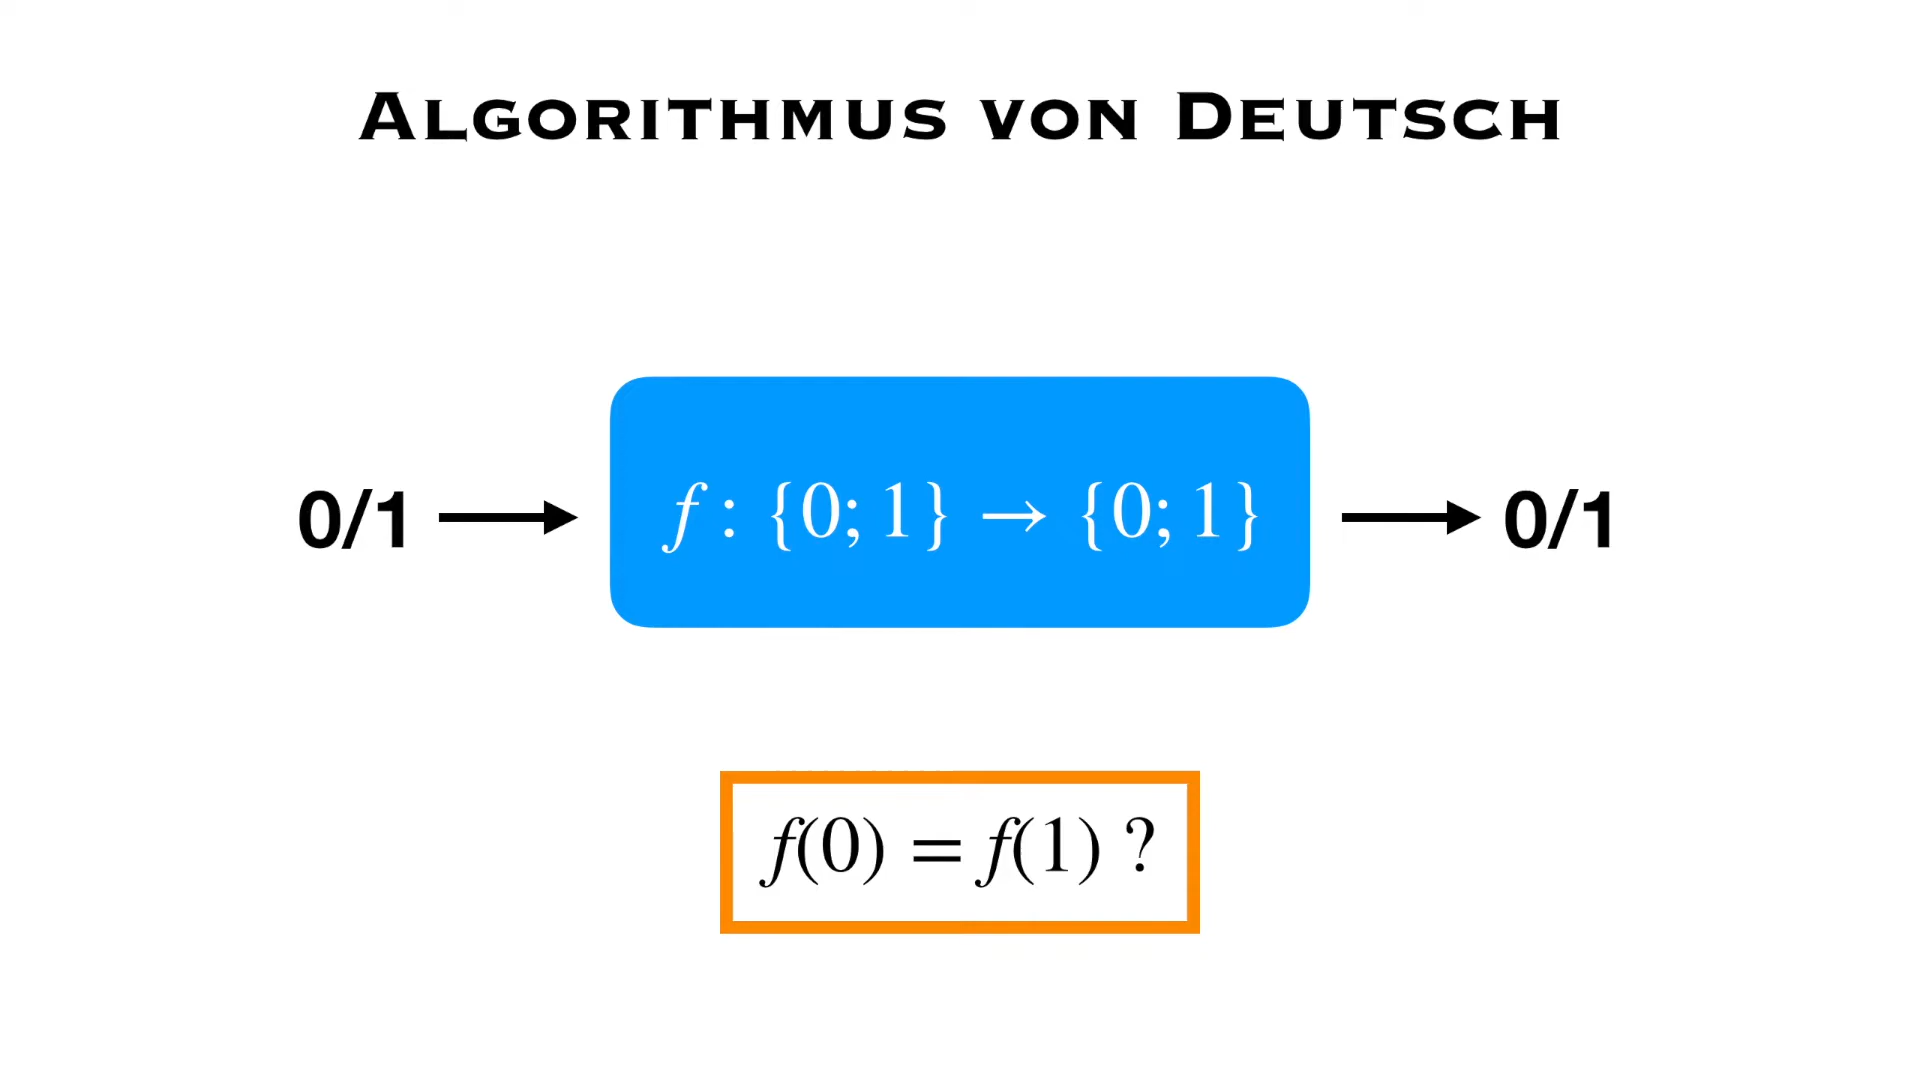 Algorithmus von Deutsch
0/1 → f : {0; 1} → {0; 1} → 0/1
f(0) = f(1) ?